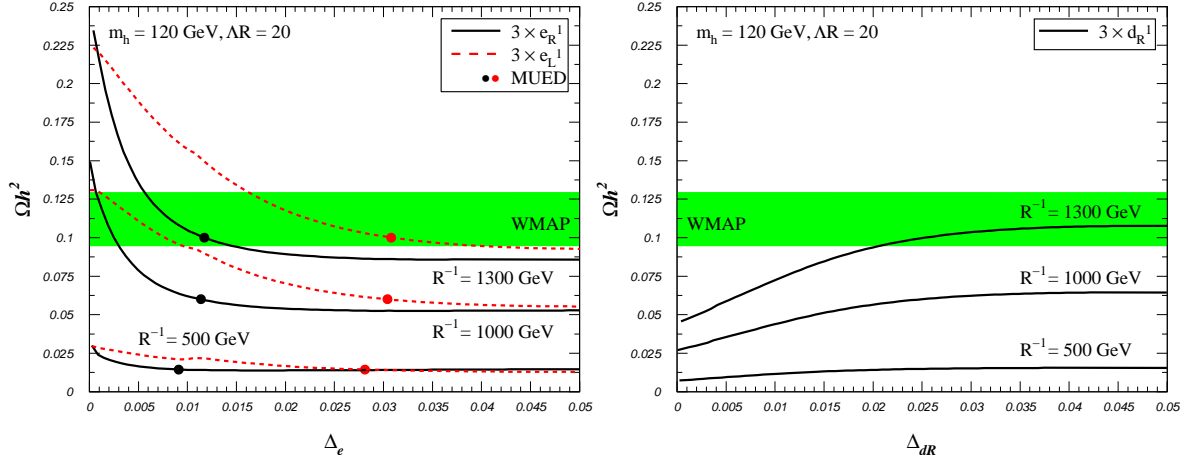 m_h = 120 GeV, ΛR = 20
3 × e_R^1
3 × e_L^1
MUED
WMAP
R^−1 = 1300 GeV
R^−1 = 1000 GeV
R^−1 = 500 GeV
Ωh^2
0.225
0.2
0.175
0.15
0.125
0.1
0.075
0.05
0.025
0
0 0.005 0.01 0.015 0.02 0.025 0.03 0.035 0.04 0.045 0.05
Δ_e
m_h = 120 GeV, ΛR = 20
3 × d_R^1
WMAP
R^−1 = 1300 GeV
R^−1 = 1000 GeV
R^−1 = 500 GeV
Ωh^2
0.225
0.2
0.175
0.15
0.125
0.1
0.075
0.05
0.025
0
0 0.005 0.01 0.015 0.02 0.025 0.03 0.035 0.04 0.045 0.05
Δ_dR